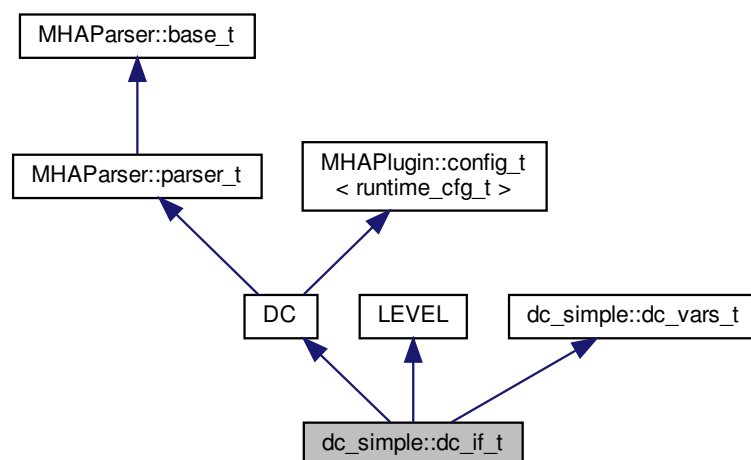 MHAParser::base_t
MHAParser::parser_t
MHAPlugin::config_t
< runtime_cfg_t >
DC
LEVEL
dc_simple::dc_vars_t
dc_simple::dc_if_t